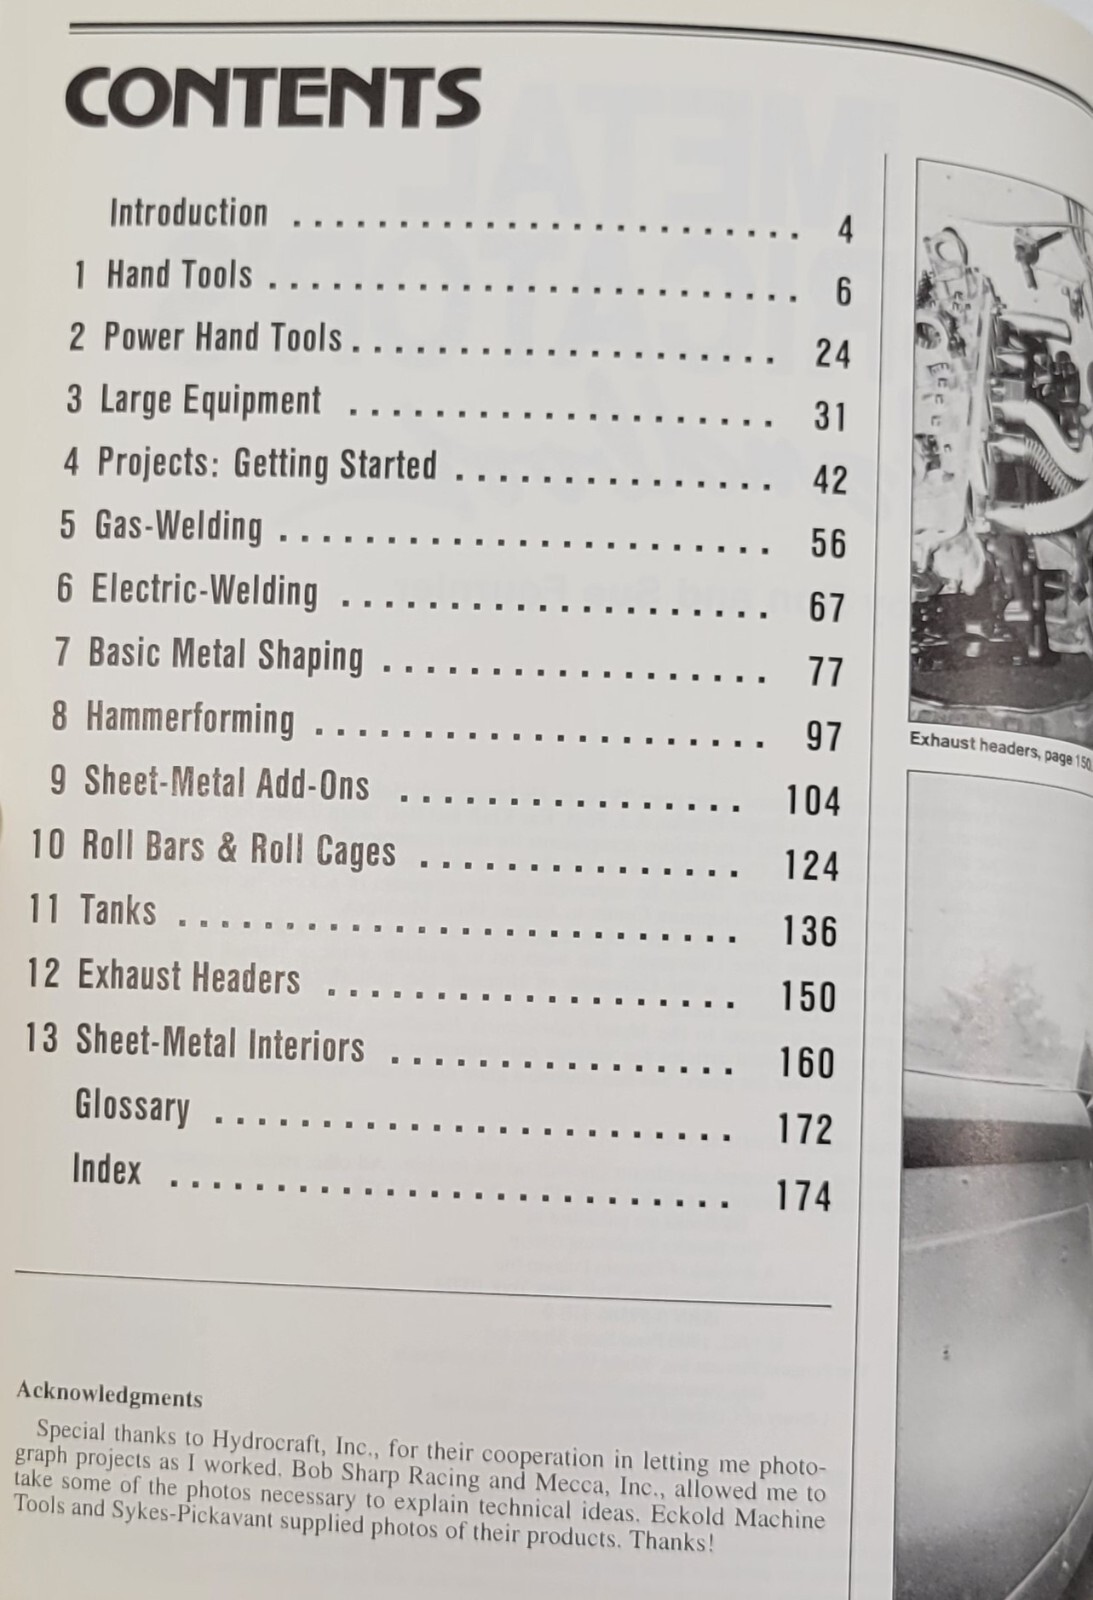 CONTENTS
Introduction . . . . . . . . . . . . . . . . . . . . . . . . 4
1 Hand Tools . . . . . . . . . . . . . . . . . . . . . . . . . 6
2 Power Hand Tools . . . . . . . . . . . . . . . . . . . . 24
3 Large Equipment . . . . . . . . . . . . . . . . . . . . 31
4 Projects: Getting Started . . . . . . . . . . . . . . . 42
5 Gas-Welding . . . . . . . . . . . . . . . . . . . . . . . 56
6 Electric-Welding . . . . . . . . . . . . . . . . . . . . 67
7 Basic Metal Shaping . . . . . . . . . . . . . . . . . . 77
8 Hammerforming . . . . . . . . . . . . . . . . . . . . . 97
9 Sheet-Metal Add-Ons . . . . . . . . . . . . . . . . 104
10 Roll Bars & Roll Cages . . . . . . . . . . . . . . . 124
11 Tanks . . . . . . . . . . . . . . . . . . . . . . . . . . 136
12 Exhaust Headers . . . . . . . . . . . . . . . . . . . 150
13 Sheet-Metal Interiors . . . . . . . . . . . . . . . . 160
Glossary . . . . . . . . . . . . . . . . . . . . . . . . 172
Index . . . . . . . . . . . . . . . . . . . . . . . . . . 174
Exhaust headers, page 150.
Acknowledgments
Special thanks to Hydrocraft, Inc., for their cooperation in letting me photo-
graph projects as I worked. Bob Sharp Racing and Mecca, Inc., allowed me to
take some of the photos necessary to explain technical ideas. Eckold Machine
Tools and Sykes-Pickavant supplied photos of their products. Thanks!